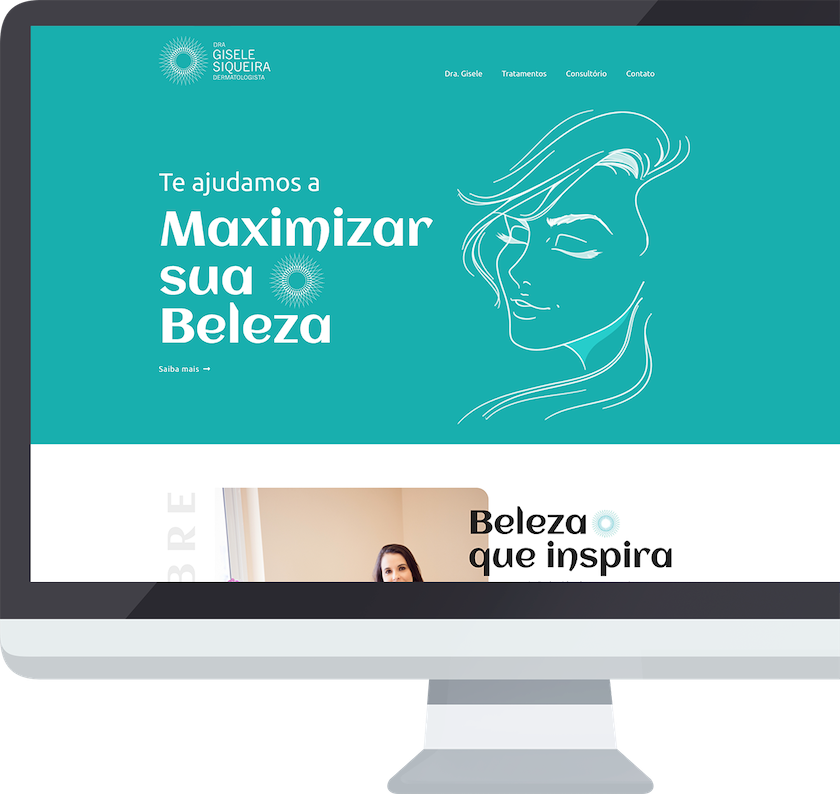 DRA
GISELE
SIQUEIRA
DERMATOLOGISTA
Dra. Gisele Tratamentos Consultório Contato
Te ajudamos a
Maximizar
sua
Beleza
Saiba mais →
BRE
Beleza
que inspira